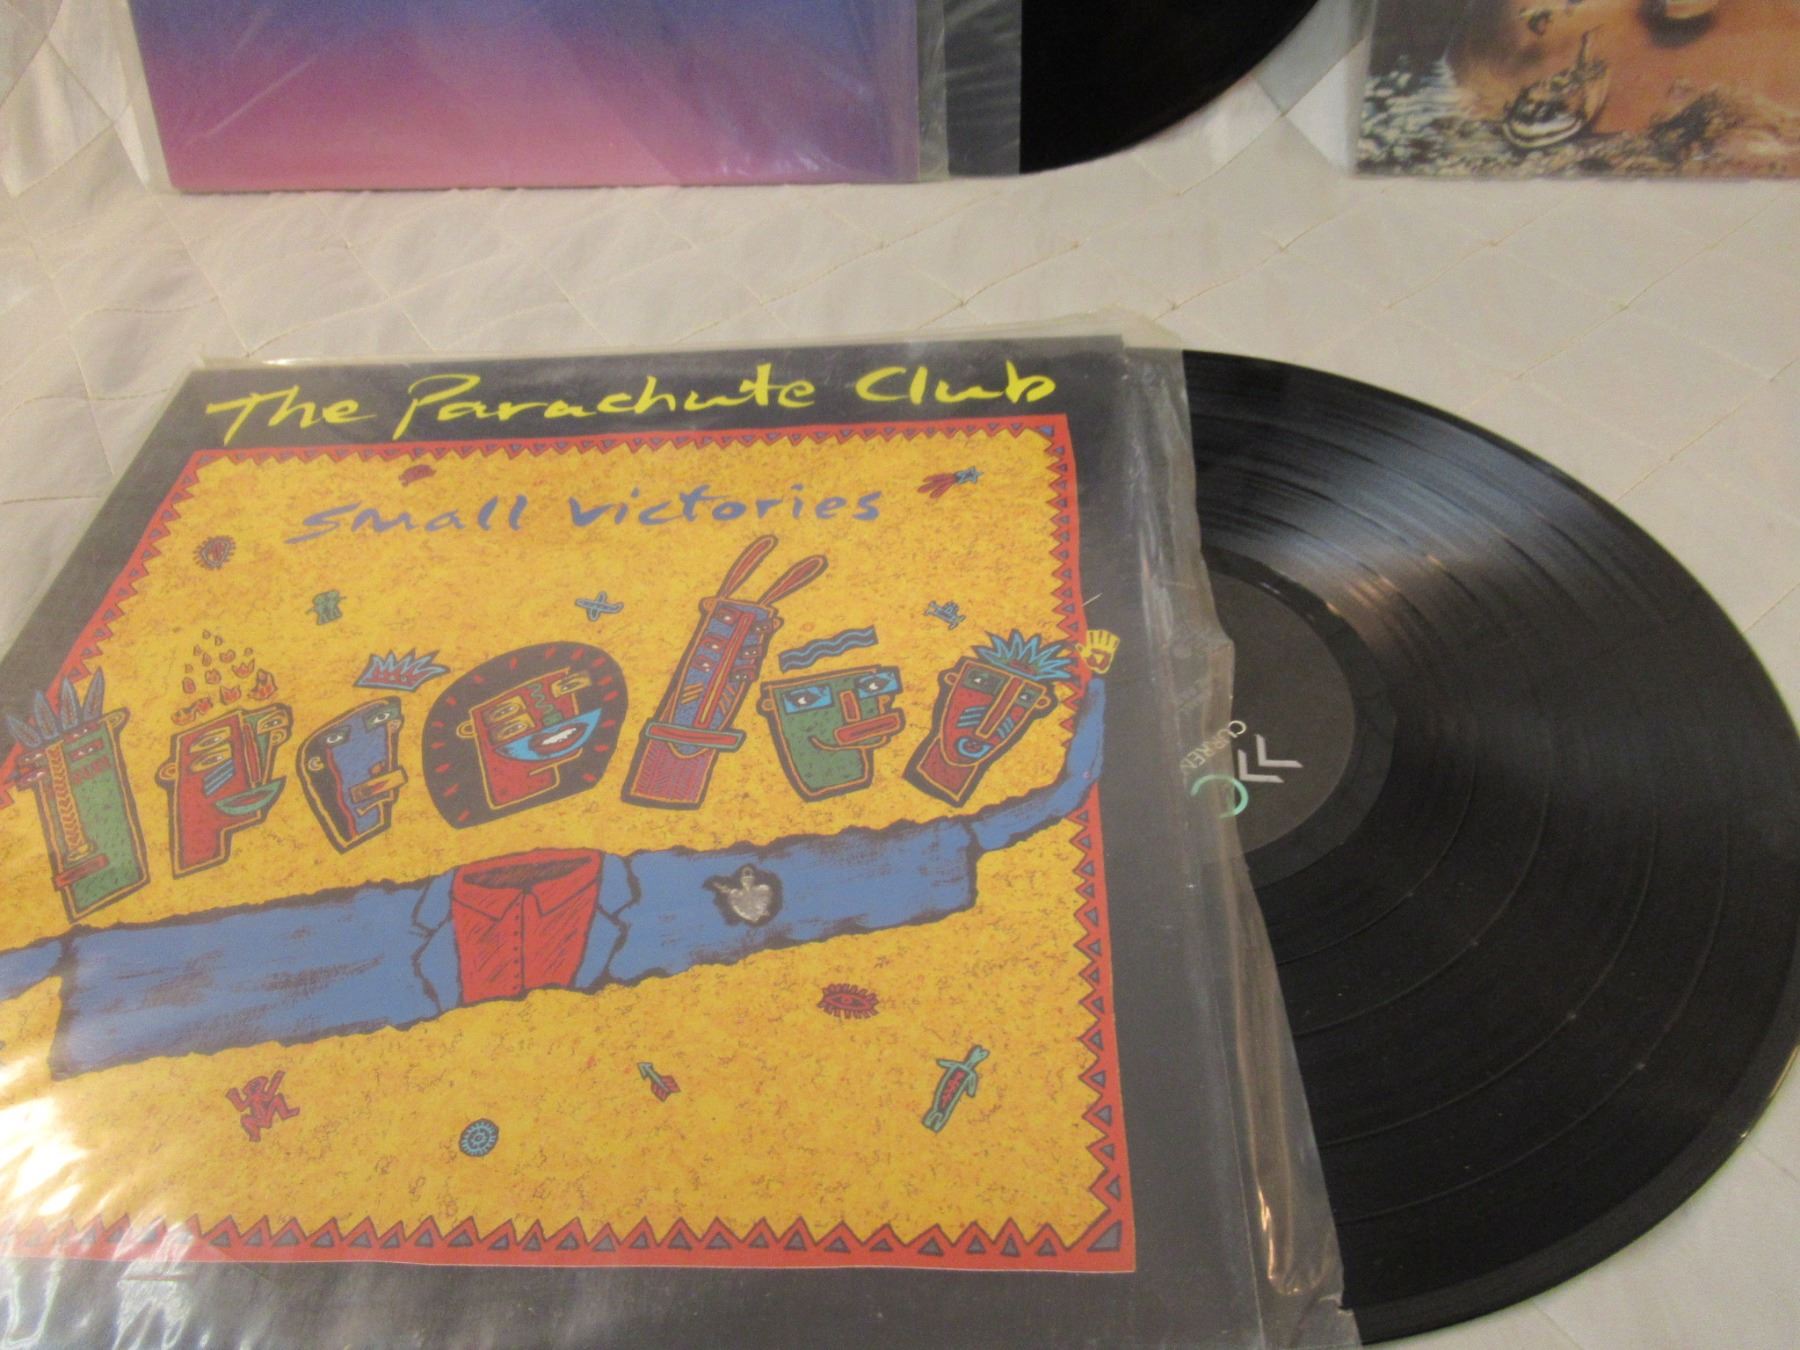 The Parachute Club
small victories
CURREN